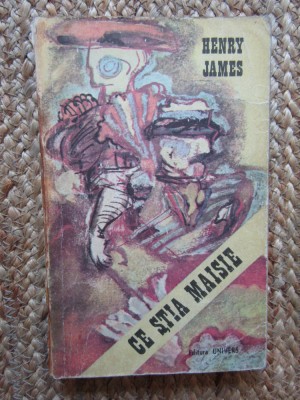 HENRY
JAMES
CE ȘTIA MAISIE
editura UNIVERS